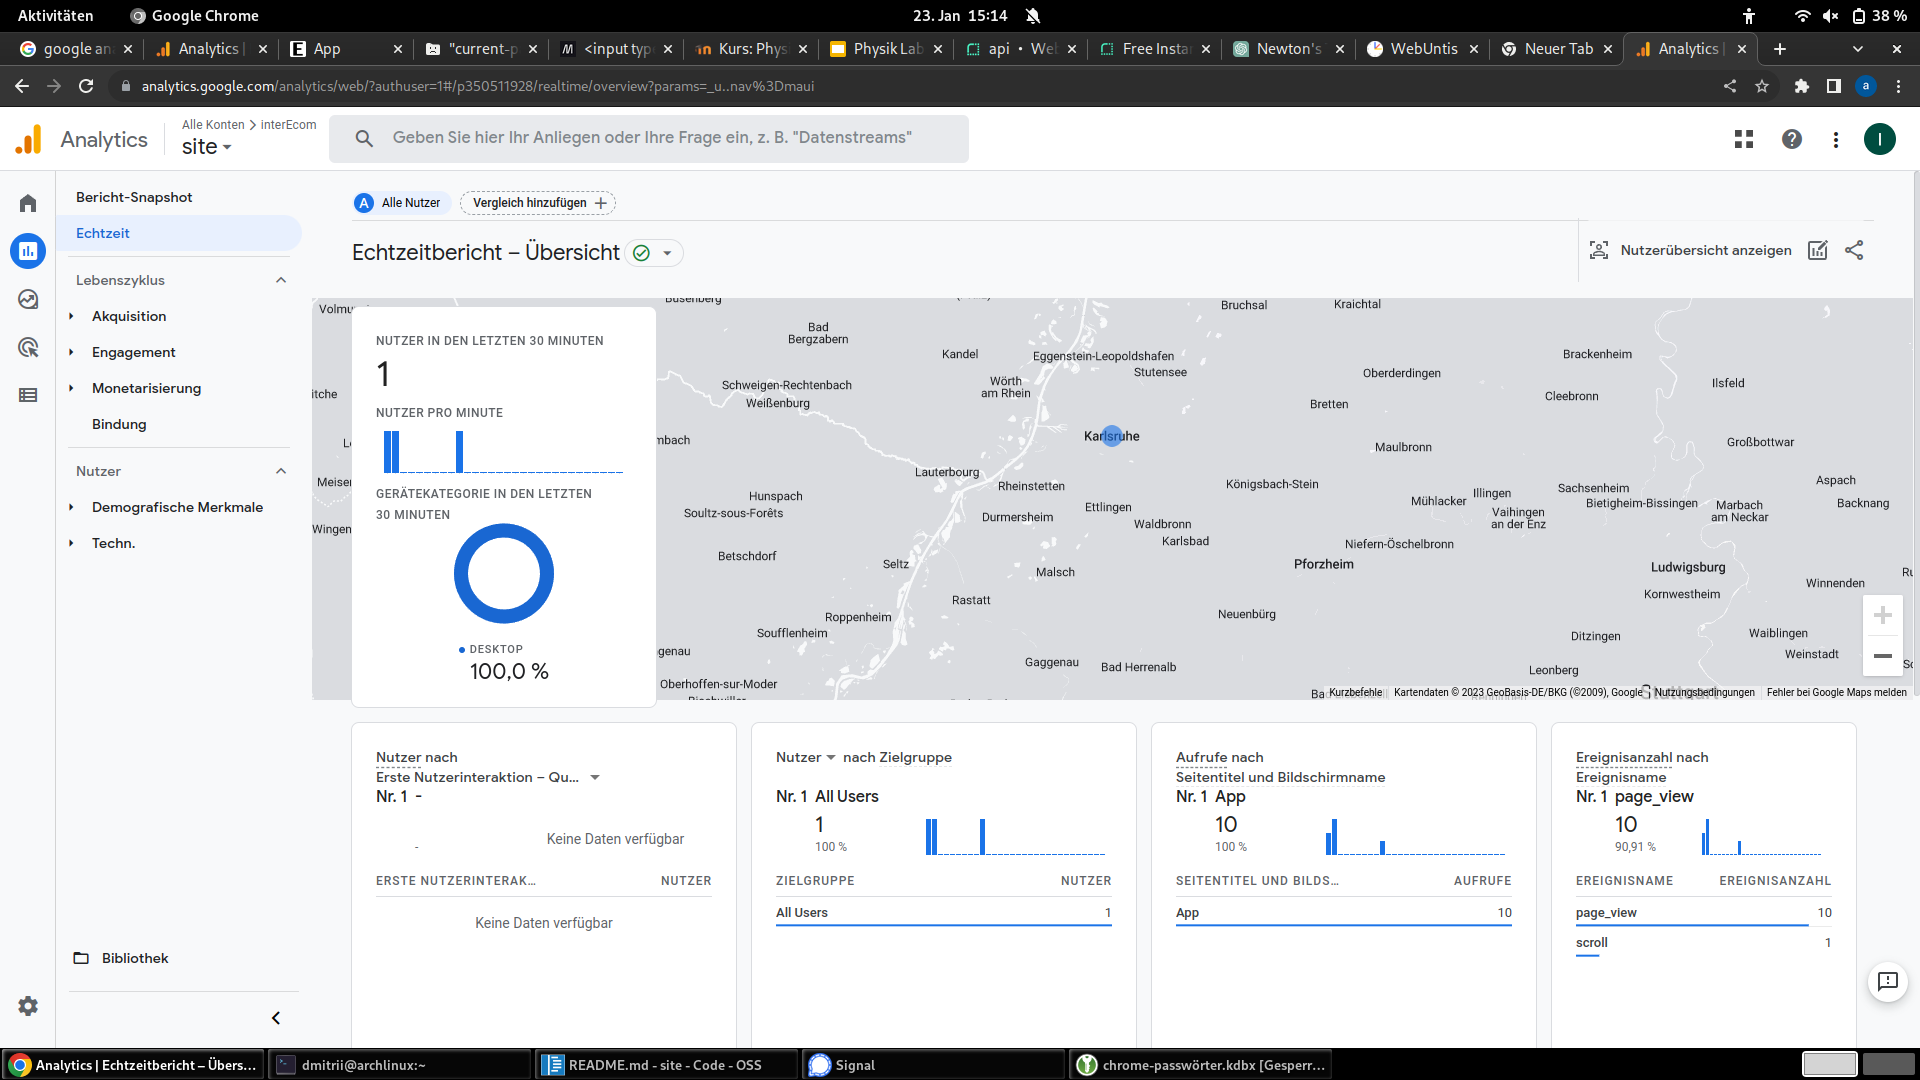 Aktivitäten
Google Chrome
23. Jan 15:14
38 %
google an
Analytics |
App
"current-p
<input typ
Kurs: Phys
Physik Lab
api • Web
Free Insta
Newton's
WebUntis
Neuer Tab
Analytics |
analytics.google.com/analytics/web/?authuser=1#/p350511928/realtime/overview?params=_u..nav%3Dmaui
a
Analytics
Alle Konten > interEcom
site
Geben Sie hier Ihr Anliegen oder Ihre Frage ein, z. B. "Datenstreams"
I
Bericht-Snapshot
Echtzeit
Lebenszyklus
Akquisition
Engagement
Monetarisierung
Bindung
Nutzer
Demografische Merkmale
Techn.
Bibliothek
A Alle Nutzer
Vergleich hinzufügen
Echtzeitbericht – Übersicht
Nutzerübersicht anzeigen
NUTZER IN DEN LETZTEN 30 MINUTEN
1
NUTZER PRO MINUTE
GERÄTEKATEGORIE IN DEN LETZTEN
30 MINUTEN
DESKTOP
100,0 %
Volmu
Busenberg
Bruchsal
Kraichtal
Bad
Bergzabern
Kandel
Eggenstein-Leopoldshafen
Stutensee
Brackenheim
Oberderdingen
Ilsfeld
Schweigen-Rechtenbach
Wörth
am Rhein
itche
Weißenburg
Bretten
Cleebronn
mbach
Karlsruhe
Maulbronn
Großbottwar
Lauterbourg
Meisen
Rheinstetten
Königsbach-Stein
Aspach
Hunspach
Sachsenheim
Illingen
Mühlacker
Bietigheim-Bissingen
Marbach
am Neckar
Backnang
Soultz-sous-Forêts
Ettlingen
Durmersheim
Vaihingen
an der Enz
Wingen
Waldbronn
Karlsbad
Niefern-Öschelbronn
Betschdorf
Seltz
Malsch
Pforzheim
Ludwigsburg
Winnenden
Kornwestheim
Rastatt
Roppenheim
Neuenbürg
Soufflenheim
Ditzingen
Waiblingen
genau
Gaggenau
Bad Herrenalb
Weinstadt
Leonberg
Oberhoffen-sur-Moder
Kurzbefehle
Kartendaten © 2023 GeoBasis-DE/BKG (©2009), Google
Nutzungsbedingungen
Fehler bei Google Maps melden
Nutzer nach
Erste Nutzerinteraktion – Qu...
Nr. 1 -
-
Keine Daten verfügbar
ERSTE NUTZERINTERAK... NUTZER
Keine Daten verfügbar
Nutzer nach Zielgruppe
Nr. 1 All Users
1
100 %
ZIELGRUPPE NUTZER
All Users 1
Aufrufe nach
Seitentitel und Bildschirmname
Nr. 1 App
10
100 %
SEITENTITEL UND BILDS... AUFRUFE
App 10
Ereignisanzahl nach
Ereignisname
Nr. 1 page_view
10
90,91 %
EREIGNISNAME EREIGNISANZAHL
page_view 10
scroll 1
Analytics | Echtzeitbericht – Übers...
dmitrii@archlinux:~
README.md - site - Code - OSS
Signal
chrome-passwörter.kdbx [Gesperr...